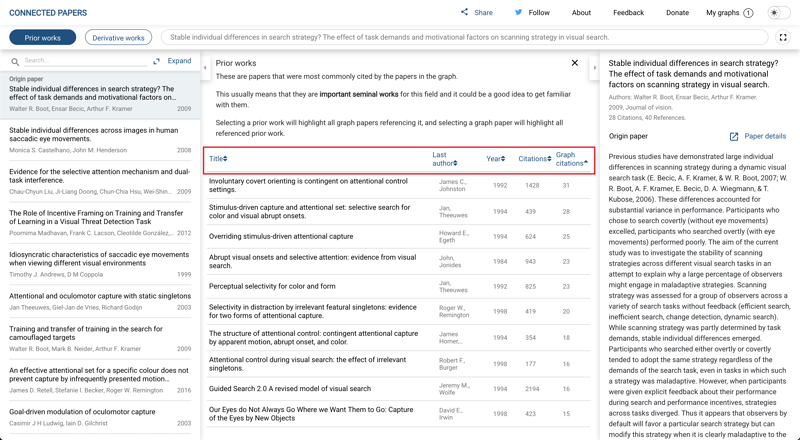 CONNECTED PAPERS
Share
Follow
About
Feedback
Donate
My graphs 1
Prior works
Derivative works
Stable individual differences in search strategy? The effect of task demands and motivational factors on scanning strategy in visual search.
Search...
Expand
Origin paper
Stable individual differences in search strategy? The
effect of task demands and motivational factors on…
Walter R. Boot, Ensar Becic, Arthur F. Kramer 2009
Stable individual differences across images in human
saccadic eye movements.
Monica S. Castelhano, John M. Henderson 2008
Evidence for the selective attention mechanism and dual-
task interference.
Chau-Chyun Liu, Ji-Liang Doong, Chun-Chia Hsu, Wei-Shin... 2009
The Role of Incentive Framing on Training and Transfer
of Learning in a Visual Threat Detection Task
Poornima Madhavan, Frank C. Lacson, Cleotilde González,... 2012
Idiosyncratic characteristics of saccadic eye movements
when viewing different visual environments
Timothy J. Andrews, D M Coppola 1999
Attentional and oculomotor capture with static singletons
Jan Theeuwes, Giel-Jan de Vries, Richard Godijn 2003
Training and transfer of training in the search for
camouflaged targets
Walter R. Boot, Mark B. Neider, Arthur F. Kramer 2009
An effective attentional set for a specific colour does not
prevent capture by infrequently presented motion…
James D. Retell, Stefanie I. Becker, Roger W. Remington 2016
Goal-driven modulation of oculomotor capture
Casimir J H Ludwig, Iain D. Gilchrist 2003
Prior works
These are papers that were most commonly cited by the papers in the graph.
This usually means that they are important seminal works for this field and it could be a good idea to get familiar
with them.
Selecting a prior work will highlight all graph papers referencing it, and selecting a graph paper will highlight all
referenced prior work.
Title Last author Year Citations Graph citations
Involuntary covert orienting is contingent on attentional control
settings. James C., Johnston 1992 1428 31
Stimulus-driven capture and attentional set: selective search for
color and visual abrupt onsets. Jan, Theeuwes 1994 439 28
Overriding stimulus-driven attentional capture Howard E., Egeth 1994 624 25
Abrupt visual onsets and selective attention: evidence from visual
search. John, Jonides 1984 943 23
Perceptual selectivity for color and form Jan, Theeuwes 1992 825 23
Selectivity in distraction by irrelevant featural singletons: evidence
for two forms of attentional capture. Roger W., Remington 1998 419 20
The structure of attentional control: contingent attentional capture
by apparent motion, abrupt onset, and color. James Homer,... 1994 354 18
Attentional control during visual search: the effect of irrelevant
singletons. Robert F., Burger 1998 177 16
Guided Search 2.0 A revised model of visual search Jeremy M., Wolfe 1994 2194 16
Our Eyes do Not Always Go Where we Want Them to Go: Capture
of the Eyes by New Objects David E., Irwin 1998 423 15
Stable individual differences in search strategy?
The effect of task demands and motivational
factors on scanning strategy in visual search.
Authors: Walter R. Boot, Ensar Becic, Arthur F. Kramer
2009, Journal of vision.
28 Citations, 40 References.
Origin paper
Paper details
Previous studies have demonstrated large individual
differences in scanning strategy during a dynamic
visual search task (E. Becic, A. F. Kramer, & W. R. Boot, 2007; W.
R. Boot, A. F. Kramer, E. Becic, D. A. Wiegmann, & T.
Kubose, 2006). These differences accounted for
substantial variance in performance. Participants who
chose to search covertly (without eye movements)
excelled, participants who searched overtly (with eye
movements) performed poorly. The aim of the current
study was to investigate the stability of scanning
strategies across different visual search tasks in an
attempt to explain why a large percentage of observers
might engage in maladaptive strategies. Scanning
strategy was assessed for a group of observers across a
variety of search tasks without feedback (efficient search,
inefficient search, change detection, dynamic search).
While scanning strategy was partly determined by task
demands, stable individual differences emerged.
Participants who searched either overtly or covertly
tended to adopt the same strategy regardless of the
demands of the search task, even in tasks in which such
a strategy was maladaptive. However, when participants
were given explicit feedback about their performance
during search and performance incentives, strategies
across tasks diverged. Thus it appears that observers by
default will favor a particular search strategy but can
modify this strategy when it is clearly maladaptive to the